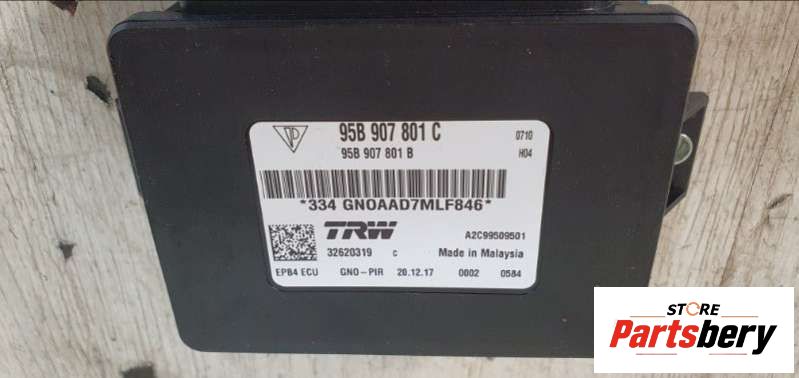 95B 907 801 C 0710
95B 907 801 B H04
*334 GNOAAD7MLF846*
TRW A2C99509501
32620319 C Made in Malaysia
EPB4 ECU GNO-PIR 20.12.17 0002 0584
STORE
Partsbery